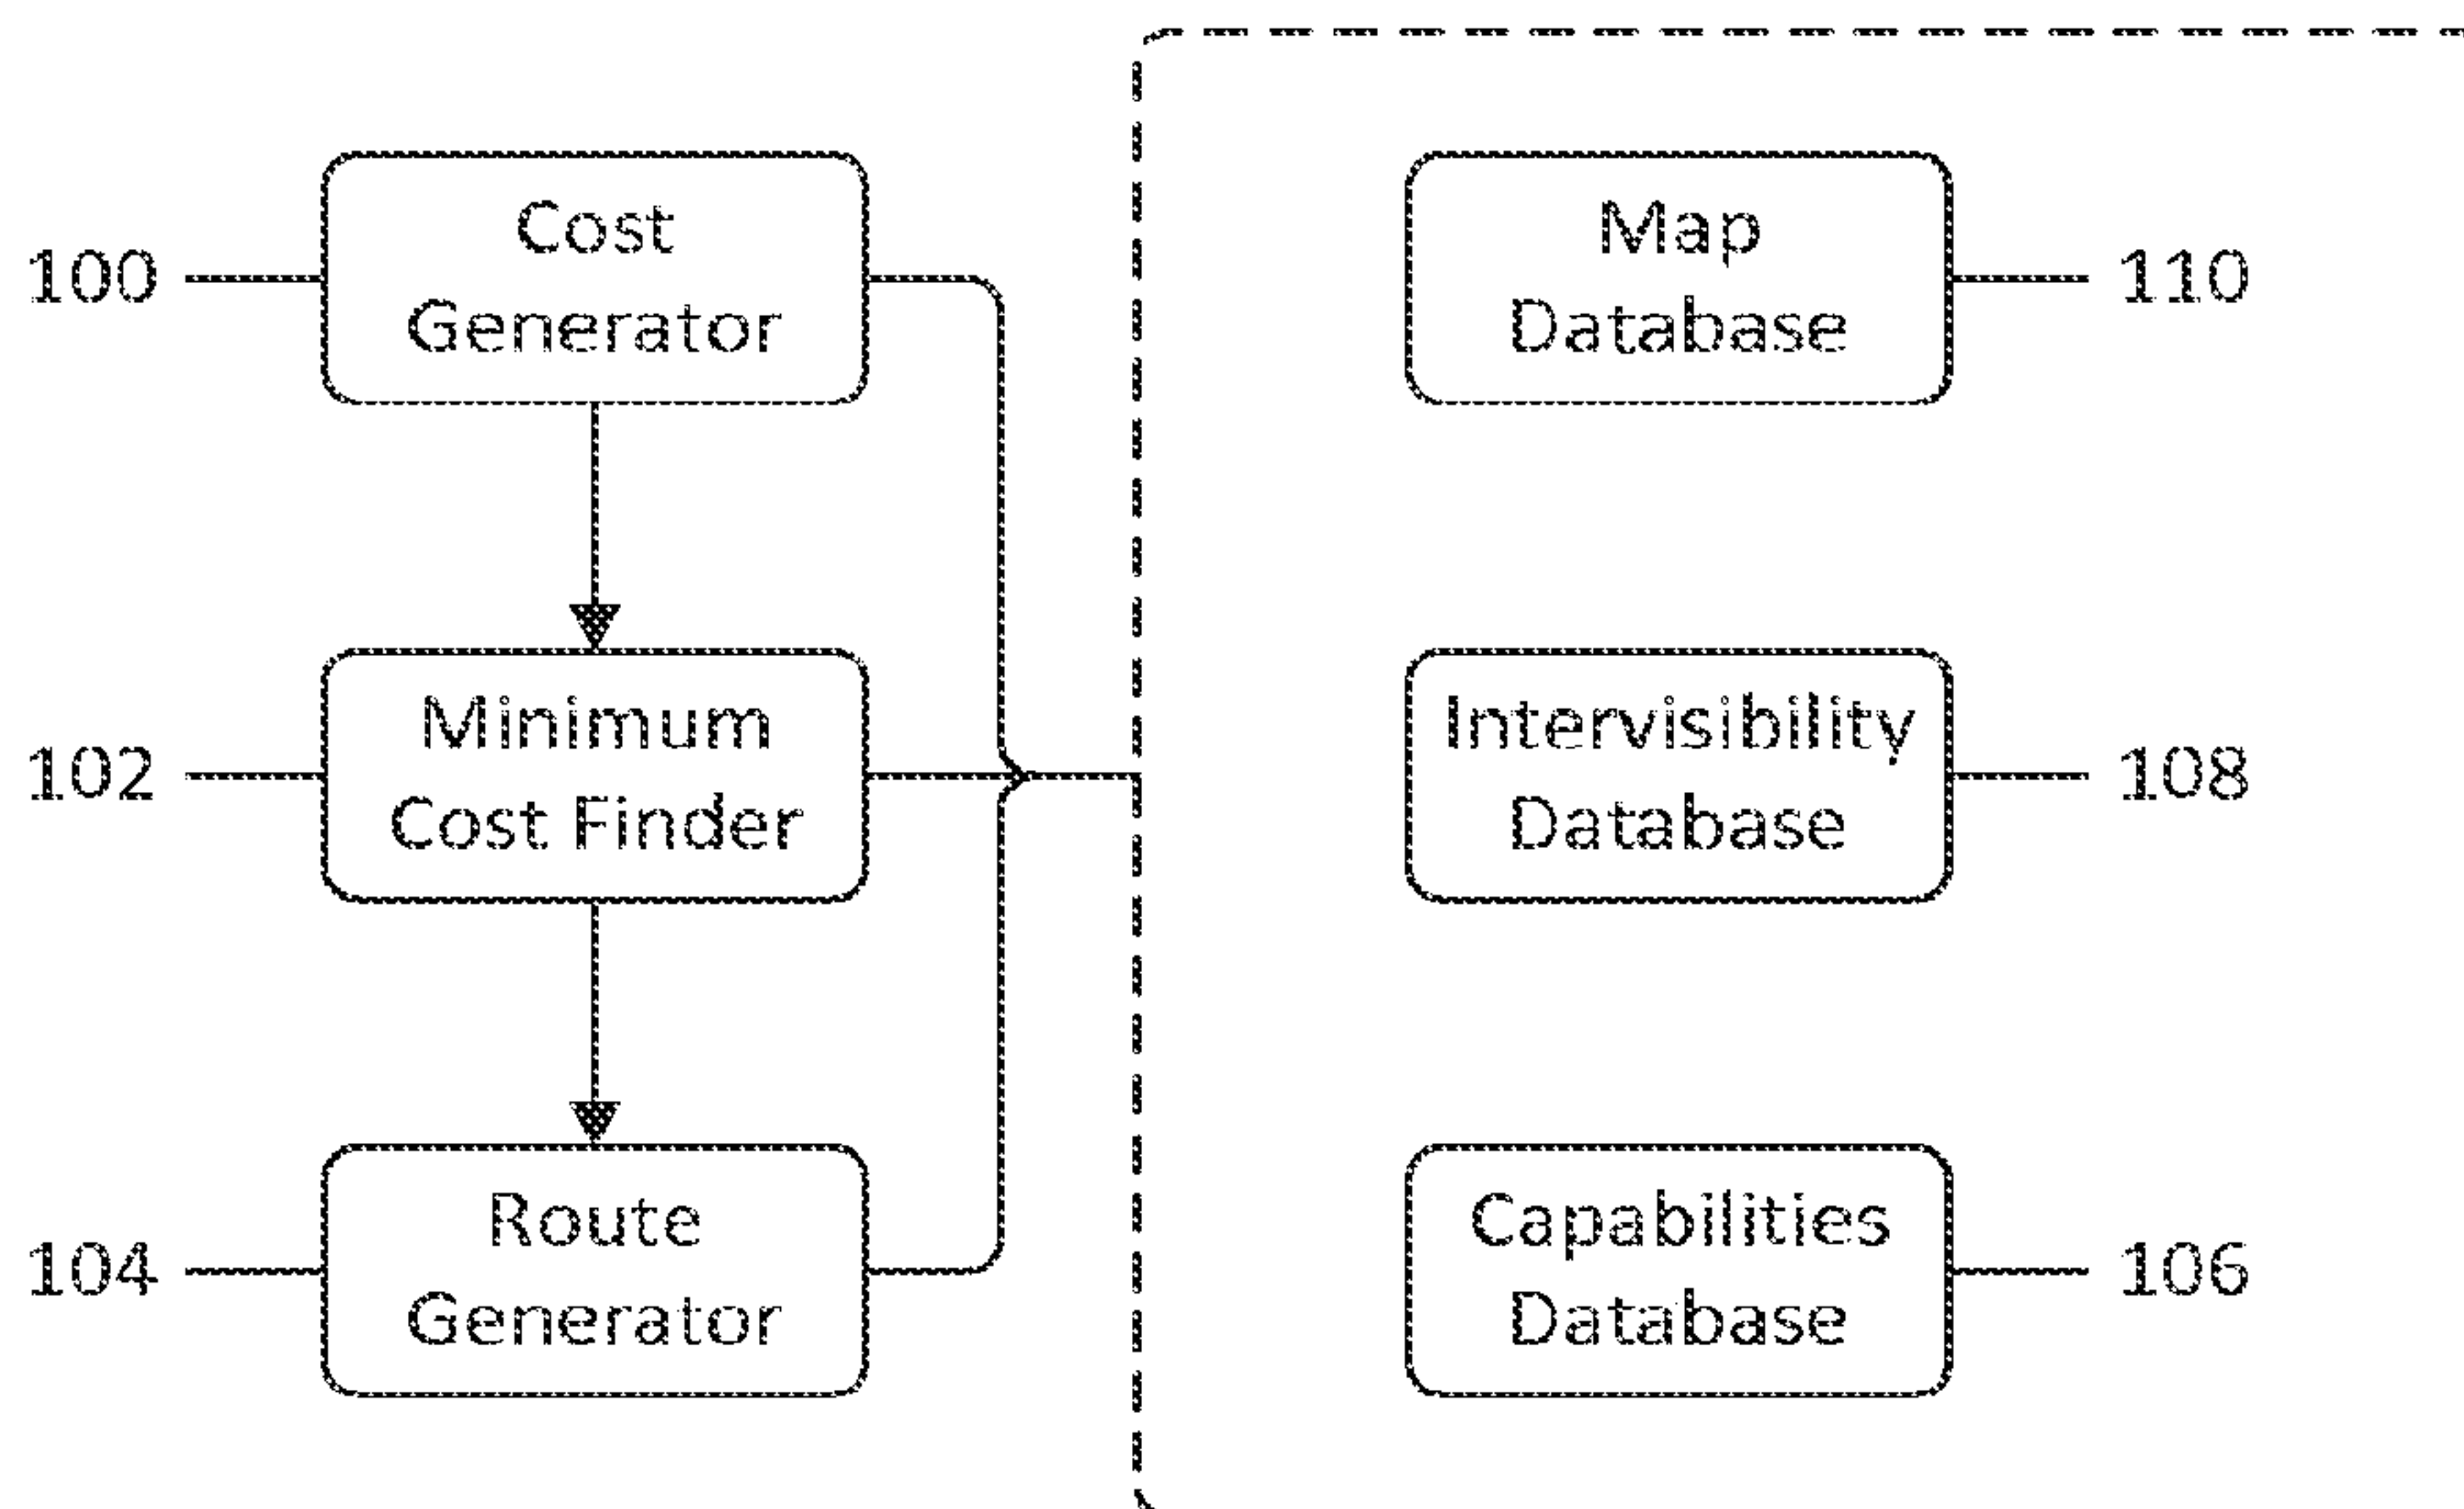 100
Cost
Generator
Map
Database
110
102
Minimum
Cost Finder
Intervisibility
Database
108
104
Route
Generator
Capabilities
Database
106